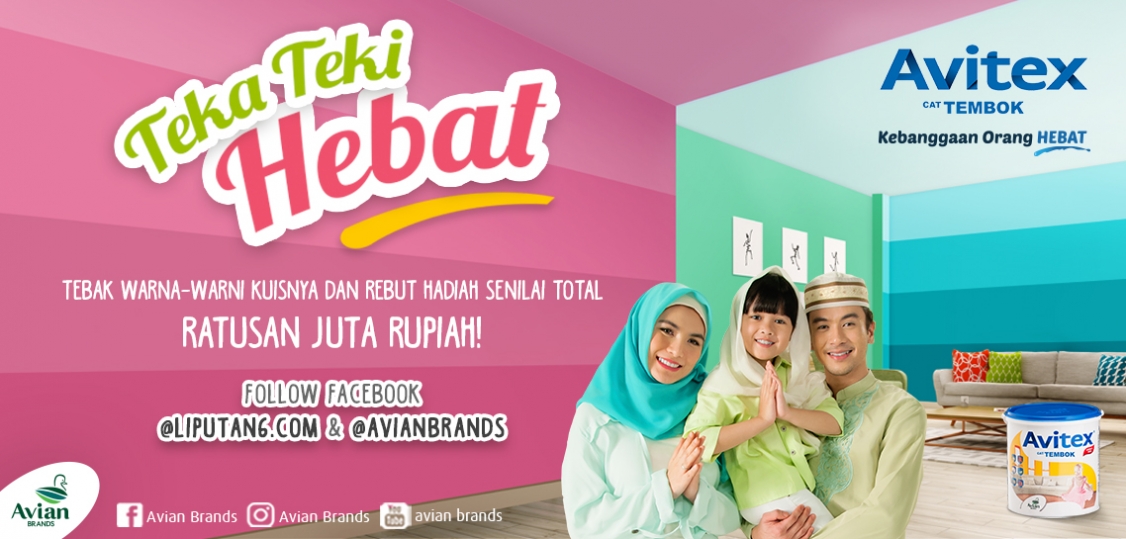 Teka Teki
Hebat
TEBAK WARNA-WARNI KUISNYA DAN REBUT HADIAH SENILAI TOTAL
RATUSAN JUTA RUPIAH!
FOLLOW FACEBOOK
@LIPUTAN6.COM & @AVIANBRANDS
Avitex
CAT TEMBOK
Kebanggaan Orang HEBAT
Avitex
CAT TEMBOK
Avian
BRANDS
Avian Brands
Avian Brands
You Tube
avian brands